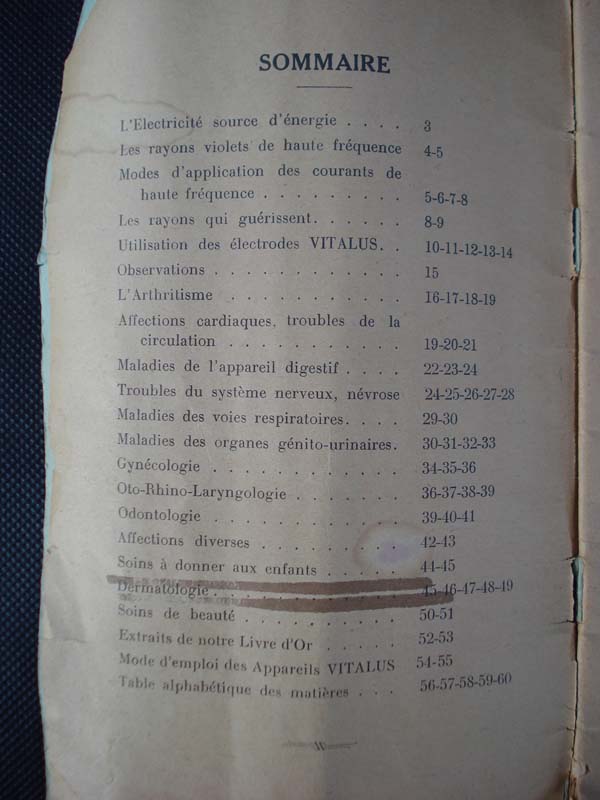 SOMMAIRE
L'Electricité source d'énergie . . . . 3
Les rayons violets de haute fréquence 4-5
Modes d'application des courants de
haute fréquence . . . . . . . . . 5-6-7-8
Les rayons qui guérissent. . . . . . 8-9
Utilisation des électrodes VITALUS. . 10-11-12-13-14
Observations . . . . . . . . . . . . 15
L'Arthritisme . . . . . . . . . . . 16-17-18-19
Affections cardiaques, troubles de la
circulation . . . . . . . . . . . 19-20-21
Maladies de l'appareil digestif . . . . 22-23-24
Troubles du système nerveux, névrose 24-25-26-27-28
Maladies des voies respiratoires. . . . 29-30
Maladies des organes génito-urinaires. 30-31-32-33
Gynécologie . . . . . . . . . . . . 34-35-36
Oto-Rhino-Laryngologie . . . . . . . 36-37-38-39
Odontologie . . . . . . . . . . . . 39-40-41
Affections diverses . . . . . . . . . 42-43
Soins à donner aux enfants . . . . . 44-45
Dermatologie. . . . . . . . . . . . 45-46-47-48-49
Soins de beauté . . . . . . . . . . 50-51
Extraits de notre Livre d'Or . . . . . 52-53
Mode d'emploi des Appareils VITALUS 54-55
Table alphabétique des matières . . . 56-57-58-59-60
W